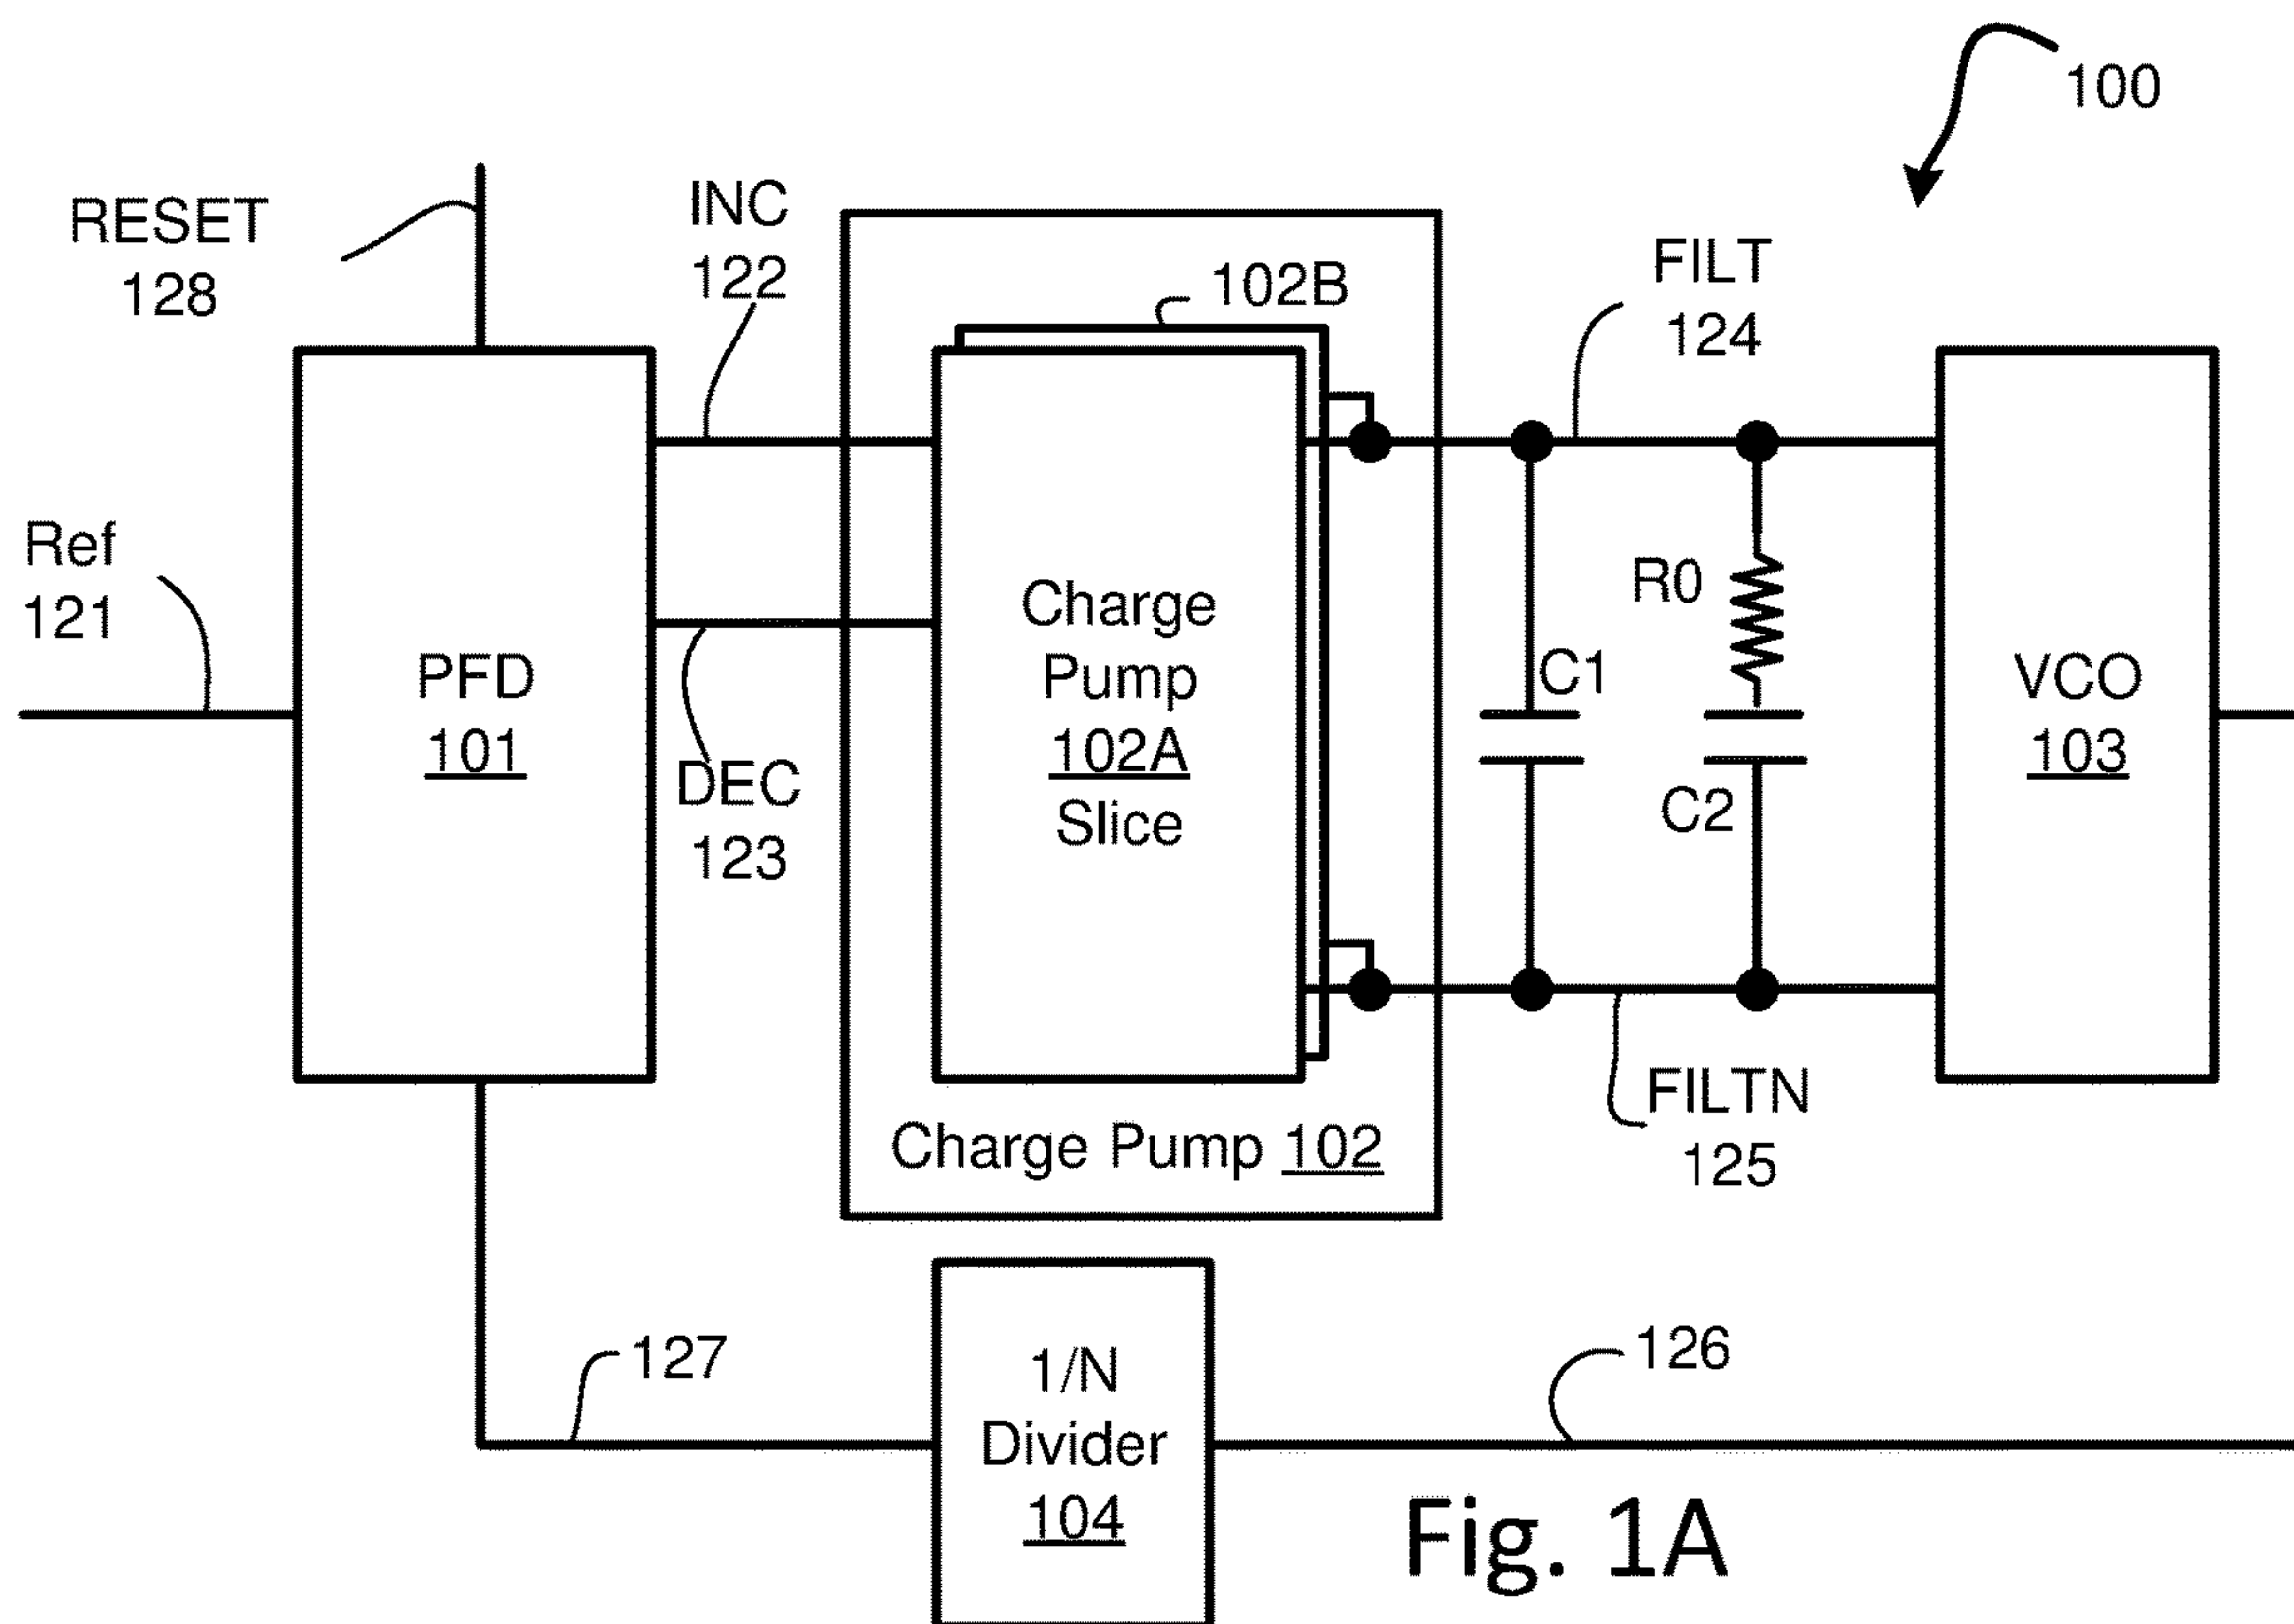 100
RESET
128
INC
122
102B
FILT
124
Ref
121
PFD
101
DEC
123
Charge
Pump
102A
Slice
C1
R0
C2
VCO
103
FILTN
125
Charge Pump 102
127
1/N
Divider
104
126
Fig. 1A